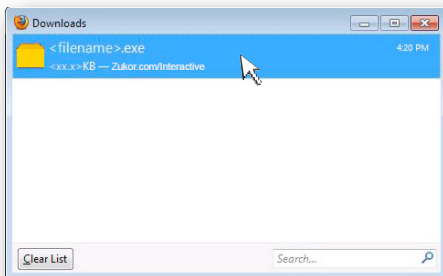 Downloads
<filename>.exe
4:20 PM
<xx.x>KB — Zukor.com/Interactive
Clear List
Search...